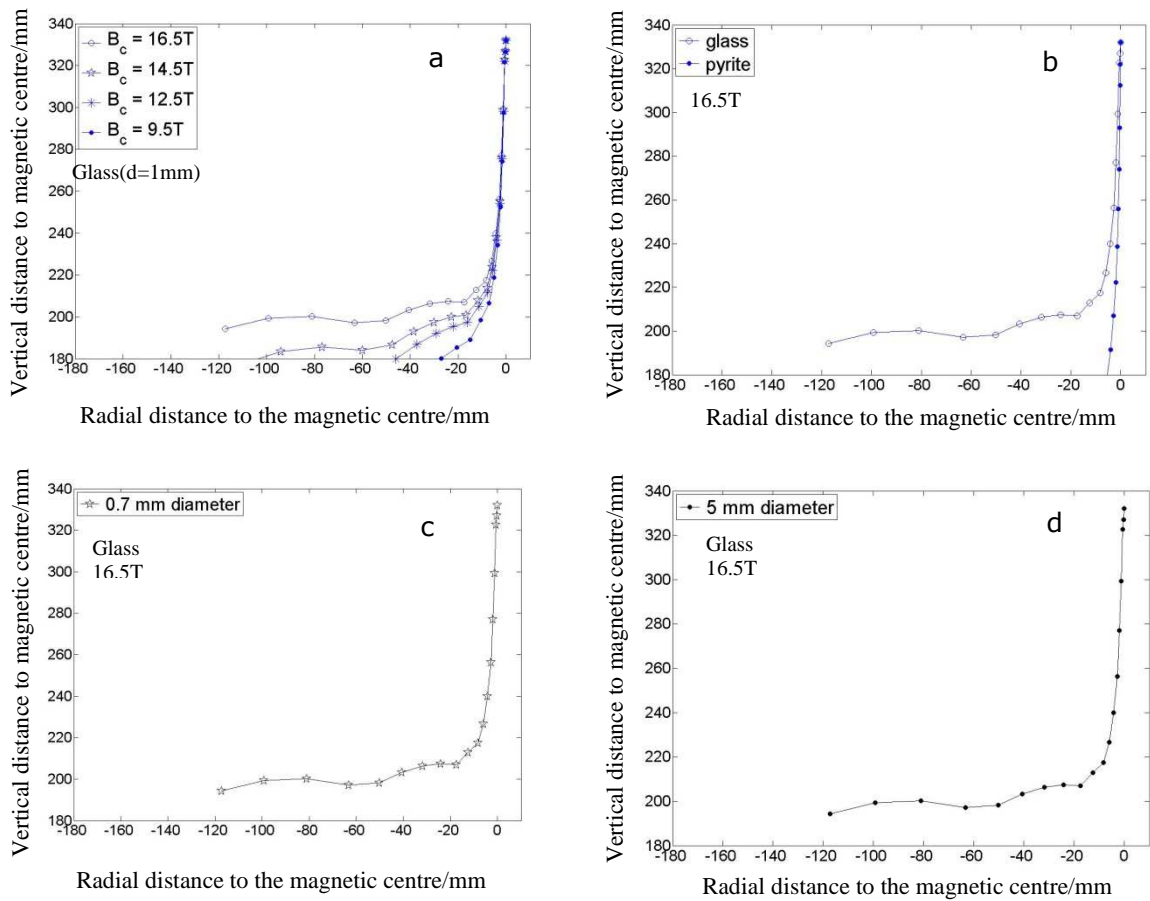 a
B_c = 16.5T
B_c = 14.5T
B_c = 12.5T
B_c = 9.5T
Glass(d=1mm)
Vertical distance to magnetic centre/mm
340
320
300
280
260
240
220
200
180
-180 -160 -140 -120 -100 -80 -60 -40 -20 0
Radial distance to the magnetic centre/mm
b
glass
pyrite
16.5T
Vertical distance to magnetic centre/mm
340
320
300
280
260
240
220
200
180
-180 -160 -140 -120 -100 -80 -60 -40 -20 0
Radial distance to the magnetic centre/mm
c
0.7 mm diameter
Glass
16.5T
Vertical distance to magnetic centre/mm
340
320
300
280
260
240
220
200
180
-180 -160 -140 -120 -100 -80 -60 -40 -20 0
Radial distance to the magnetic centre/mm
d
5 mm diameter
Glass
16.5T
Vertical distance to magnetic centre/mm
340
320
300
280
260
240
220
200
180
-180 -160 -140 -120 -100 -80 -60 -40 -20 0
Radial distance to the magnetic centre/mm